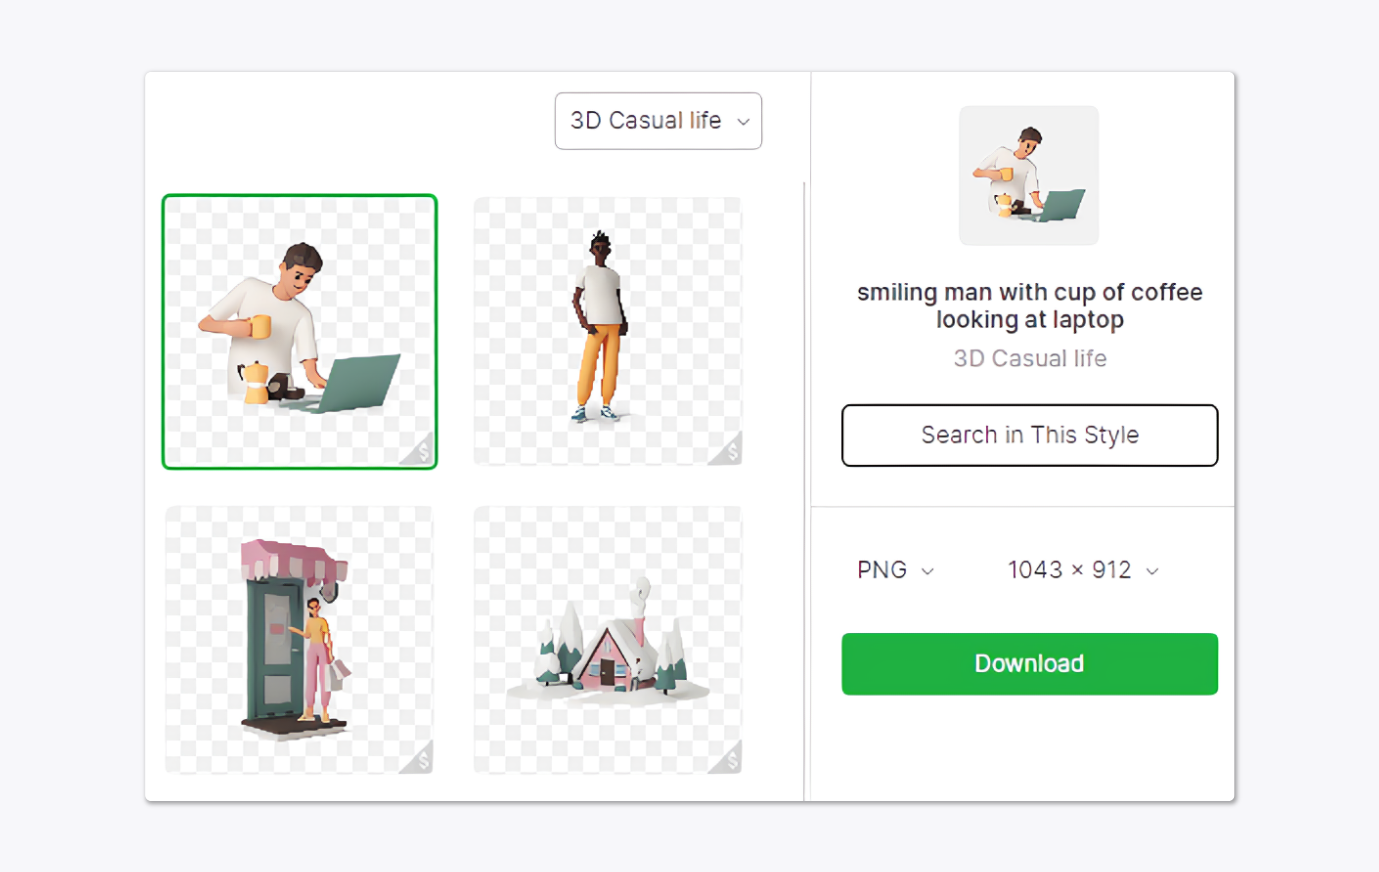 3D Casual life
$
$
$
$
smiling man with cup of coffee
looking at laptop
3D Casual life
Search in This Style
PNG
1043 × 912
Download